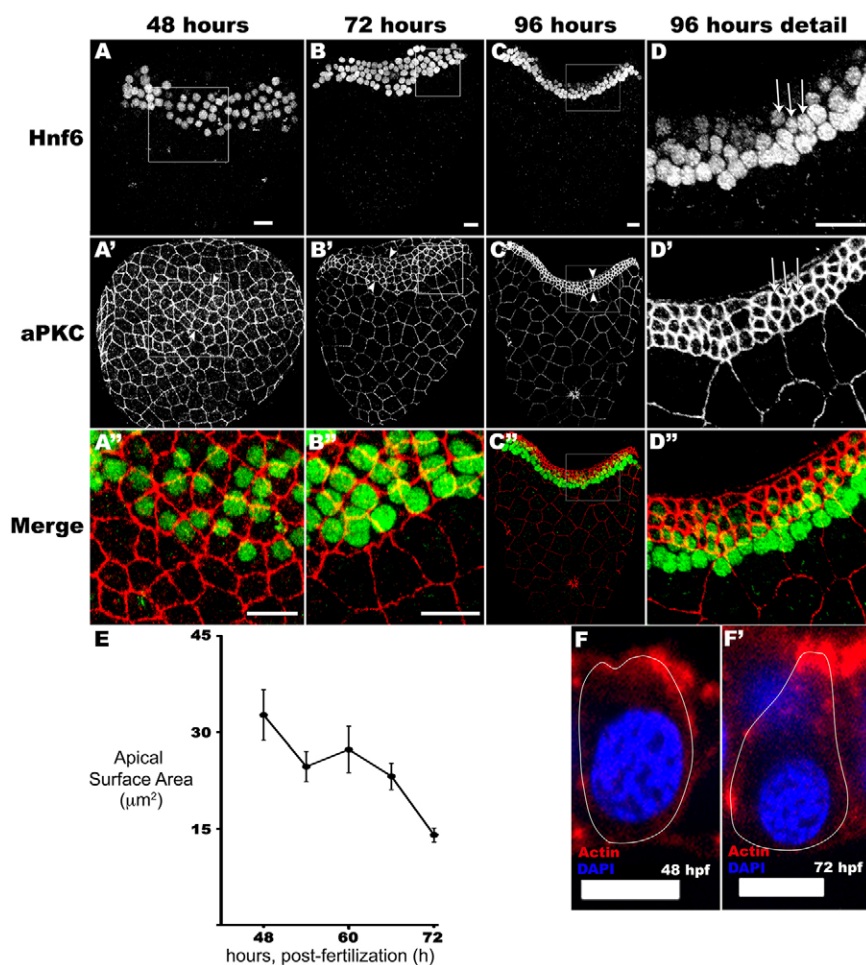 48 hours 72 hours 96 hours 96 hours detail
A B C D
Hnf6
A' B' C' D'
aPKC
A" B" C" D"
Merge
E
45
30
15
Apical
Surface Area
(μm²)
48 60 72
hours, post-fertilization (h)
F F'
Actin Actin
DAPI 48 hpf DAPI 72 hpf